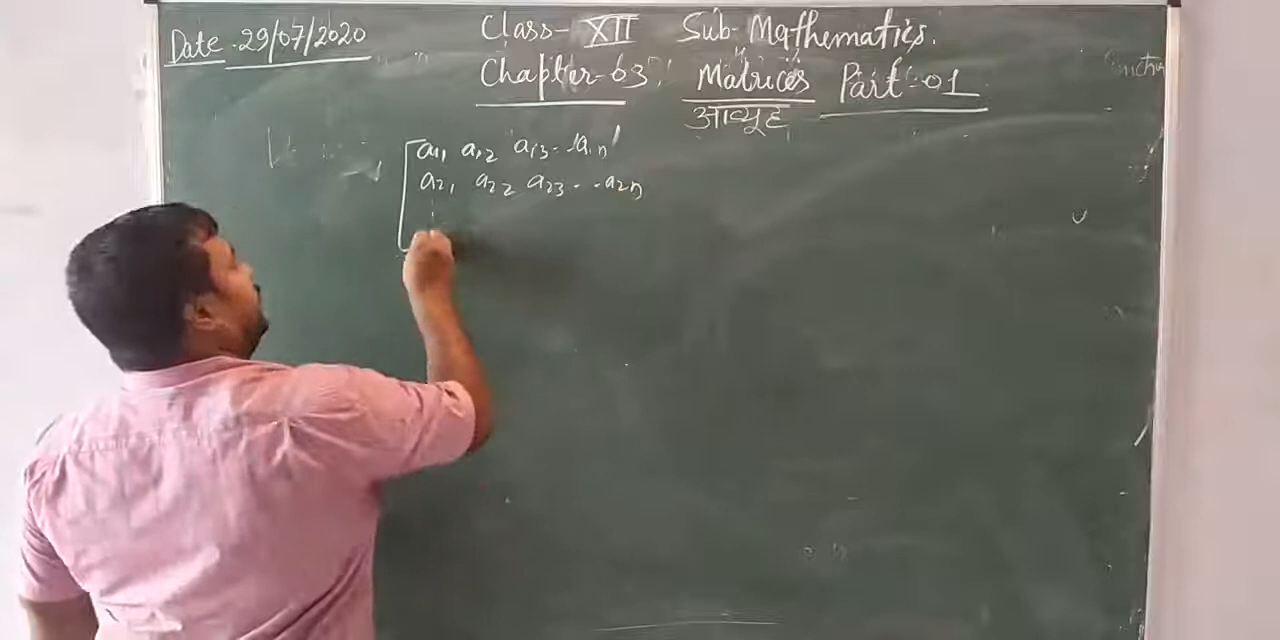 Date. 29/07/2020
Class- XII Sub- Mathematics.
Chapter-03: Matrices Part-01
आव्यूह
a11 a12 a13 - - a1n
a21 a22 a23 - - a2n